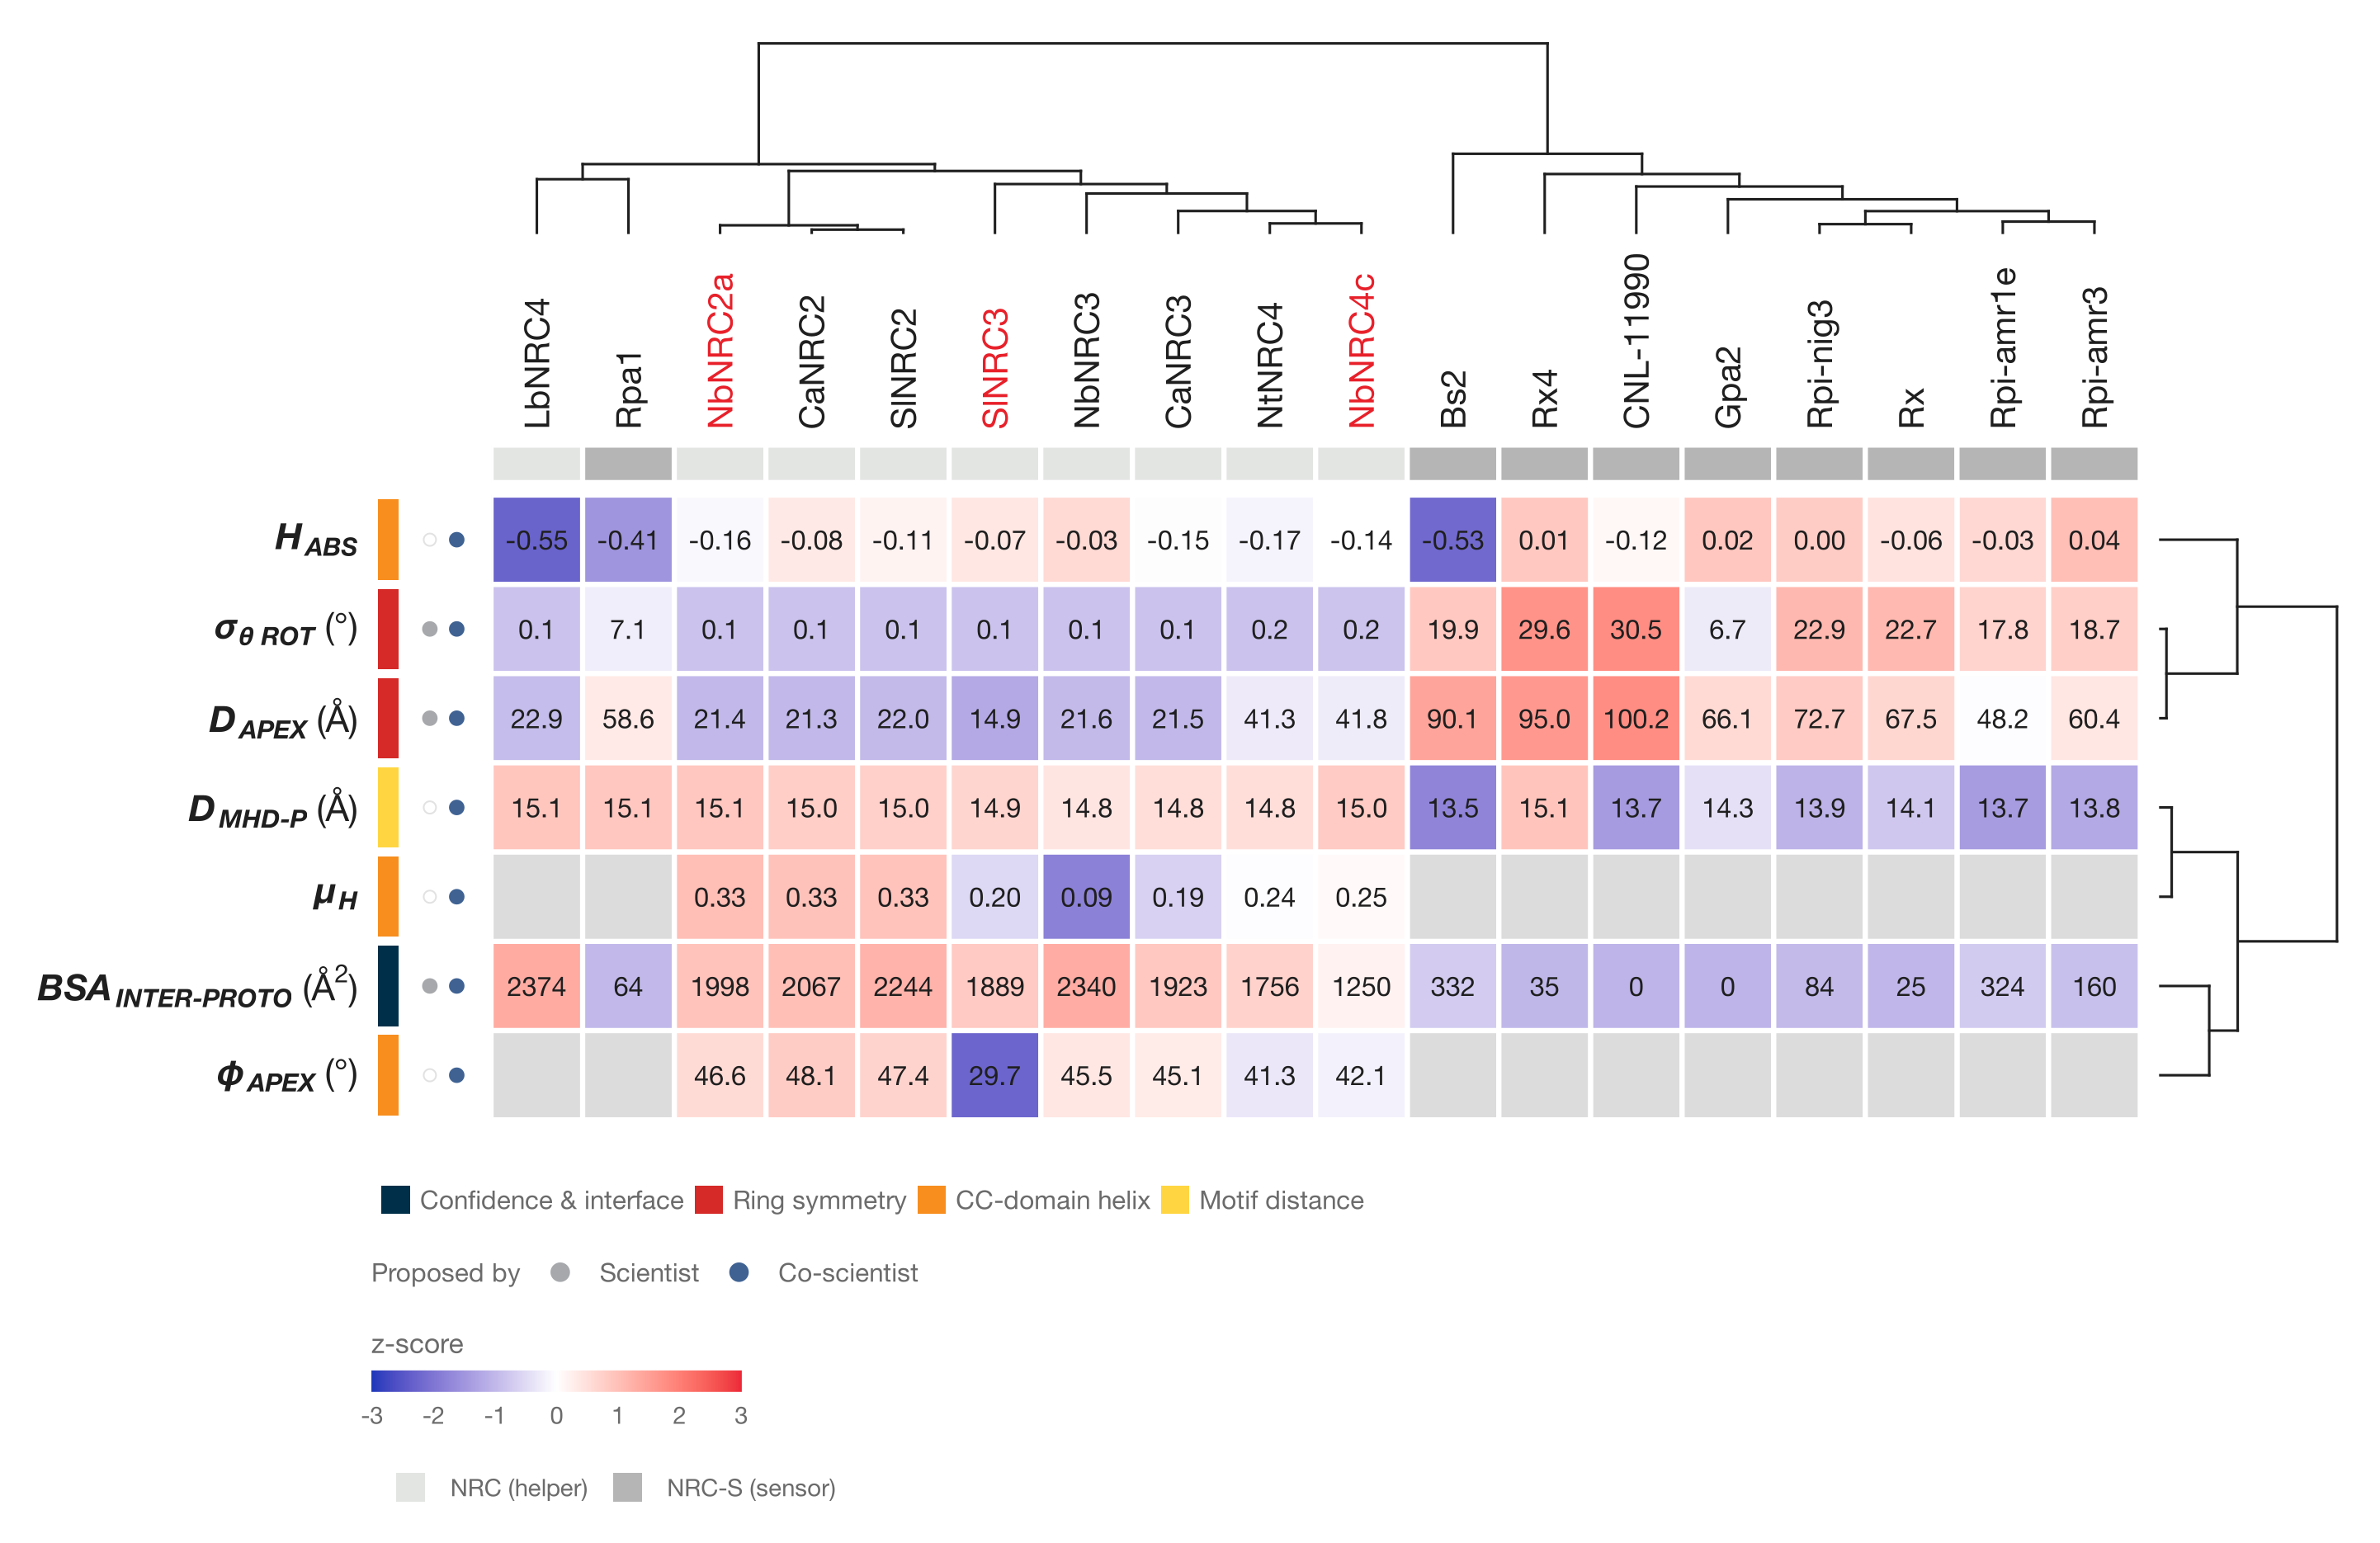 LbNRC4 Rpa1 NbNRC2a CaNRC2 SlNRC2 SlNRC3 NbNRC3 CaNRC3 NtNRC4 NbNRC4c Bs2 Rx4 CNL-11990 Gpa2 Rpi-nig3 Rx Rpi-amr1e Rpi-amr3
H ABS -0.55 -0.41 -0.16 -0.08 -0.11 -0.07 -0.03 -0.15 -0.17 -0.14 -0.53 0.01 -0.12 0.02 0.00 -0.06 -0.03 0.04
σ θ ROT (°) 0.1 7.1 0.1 0.1 0.1 0.1 0.1 0.1 0.2 0.2 19.9 29.6 30.5 6.7 22.9 22.7 17.8 18.7
D APEX (Å) 22.9 58.6 21.4 21.3 22.0 14.9 21.6 21.5 41.3 41.8 90.1 95.0 100.2 66.1 72.7 67.5 48.2 60.4
D MHD-P (Å) 15.1 15.1 15.1 15.0 15.0 14.9 14.8 14.8 14.8 15.0 13.5 15.1 13.7 14.3 13.9 14.1 13.7 13.8
μ H 0.33 0.33 0.33 0.20 0.09 0.19 0.24 0.25
BSA INTER-PROTO (Å²) 2374 64 1998 2067 2244 1889 2340 1923 1756 1250 332 35 0 0 84 25 324 160
ϕ APEX (°) 46.6 48.1 47.4 29.7 45.5 45.1 41.3 42.1
Confidence & interface Ring symmetry CC-domain helix Motif distance
Proposed by Scientist Co-scientist
z-score
-3 -2 -1 0 1 2 3
NRC (helper) NRC-S (sensor)